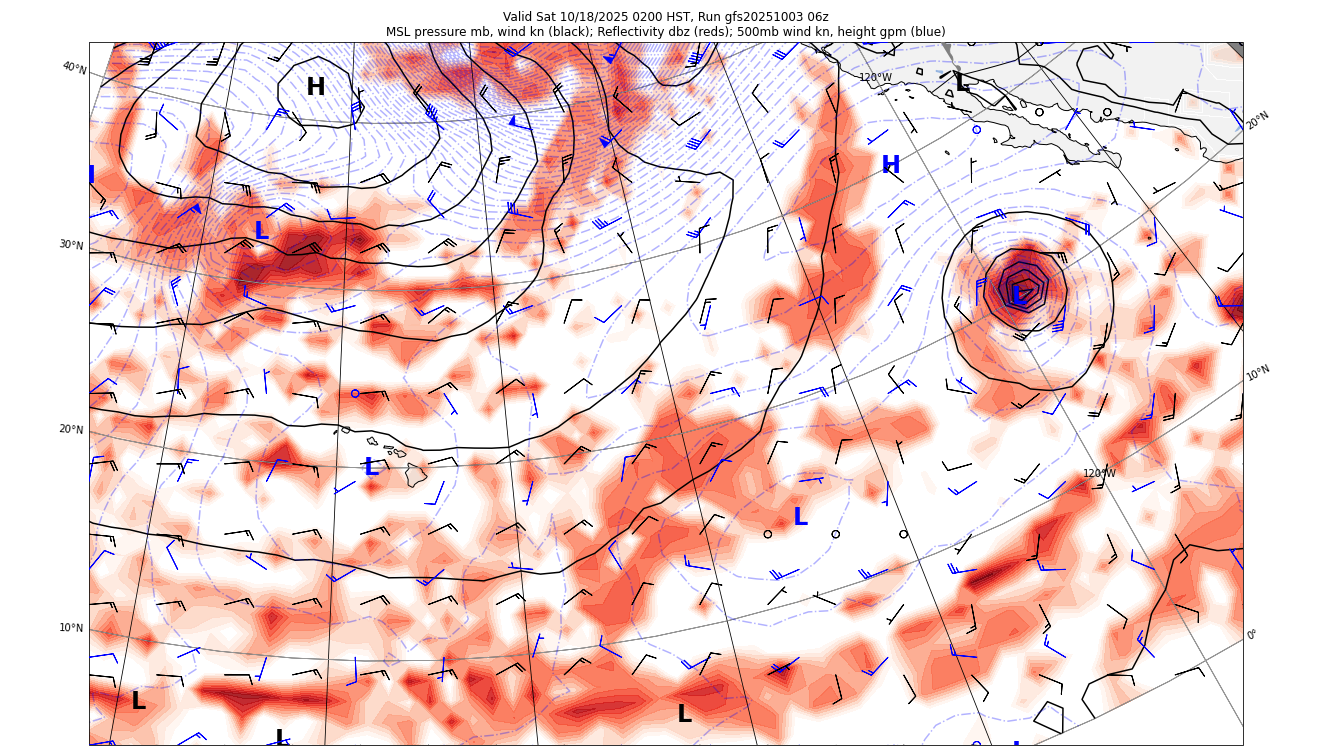 Valid Sat 10/18/2025 0200 HST, Run gfs20251003 06z
MSL pressure mb, wind kn (black); Reflectivity dbz (reds); 500mb wind kn, height gpm (blue)
40°N
120°W
L
H
20°N
H
L
30°N
L
10°N
20°N
L
120°W
L
10°N
0°
L
L
L